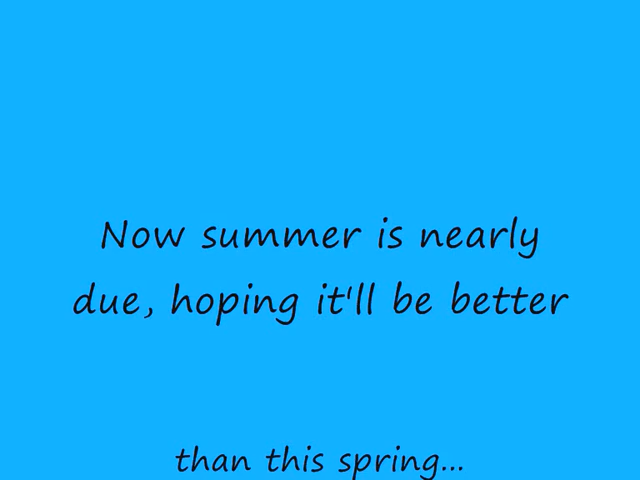 Now summer is nearly
due, hoping it'll be better
than this spring...